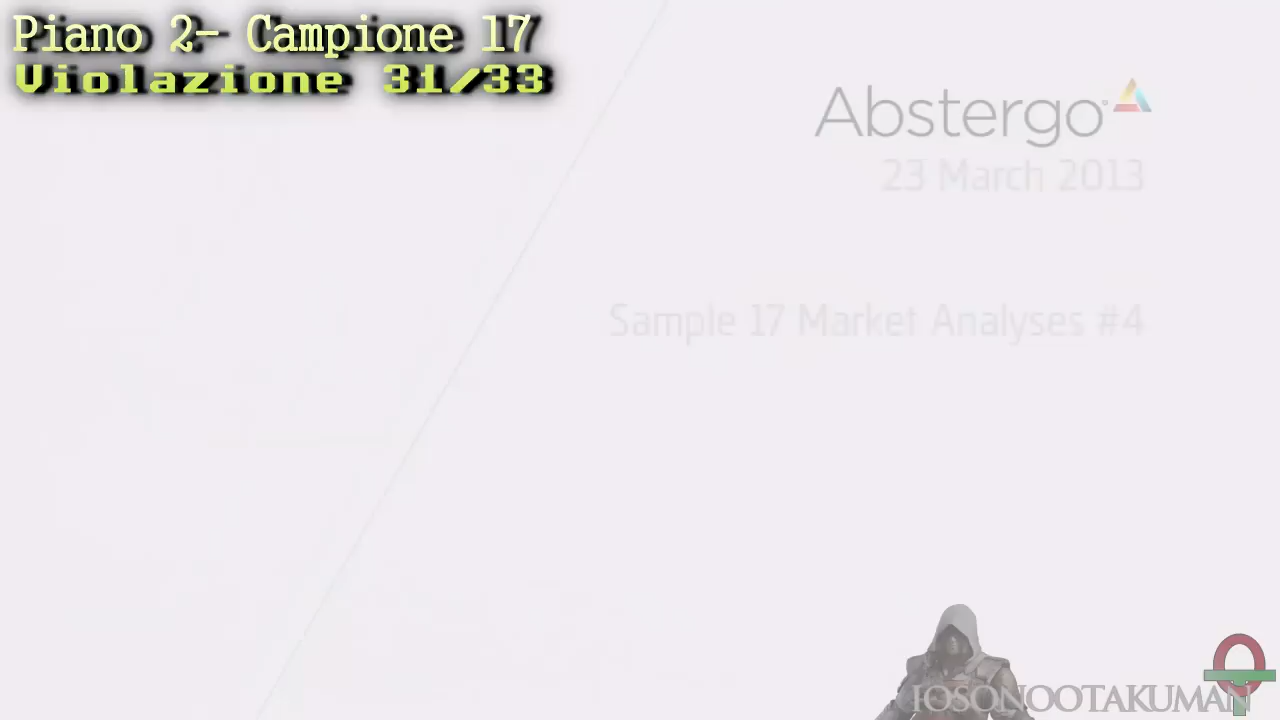 Piano 2- Campione 17
Violazione 31/33
Abstergo
23 March 2013
Sample 17 Market Analyses #4
IOSONOOTAKUMAN